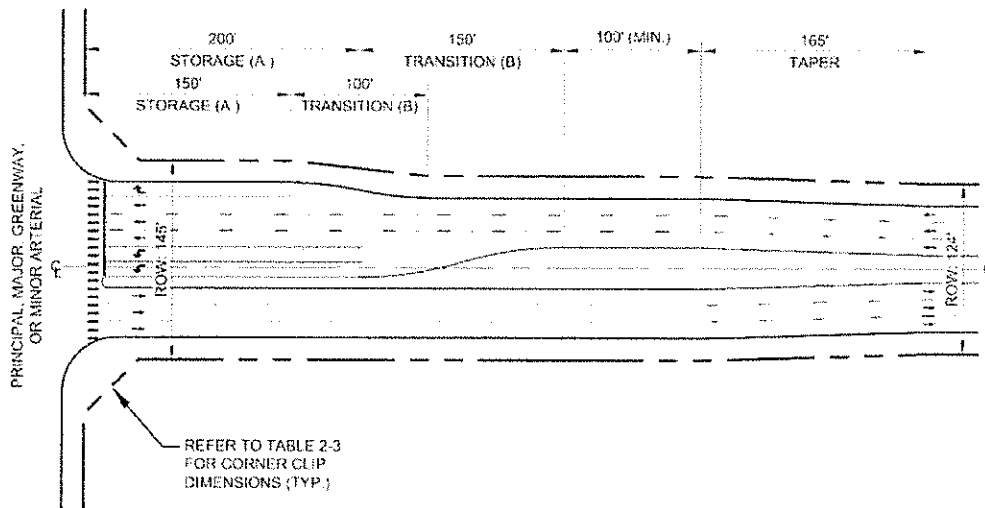 200'
STORAGE (A )
150'
TRANSITION (B)
100' (MIN.)
165'
TAPER
150'
STORAGE (A )
100'
TRANSITION (B)
PRINCIPAL, MAJOR, GREENWAY,
OR MINOR ARTERIAL
ROW: 145'
ROW: 124'
REFER TO TABLE 2-3
FOR CORNER CLIP
DIMENSIONS (TYP.)